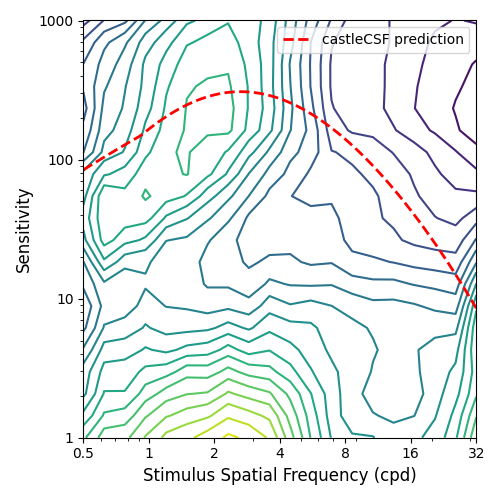 1000
castleCSF prediction
100
Sensitivity
10
1
0.5 1 2 4 8 16 32
Stimulus Spatial Frequency (cpd)